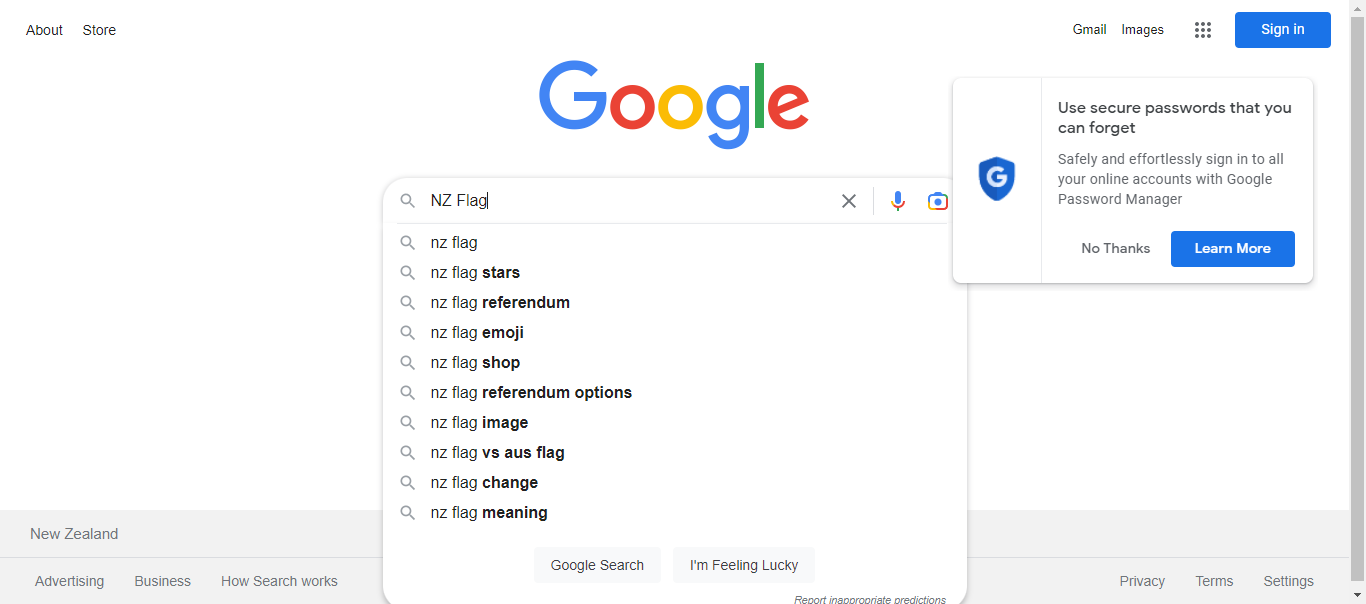 About Store
Gmail Images
Sign in
Google
Use secure passwords that you
can forget
Safely and effortlessly sign in to all
your online accounts with Google
Password Manager
No Thanks
Learn More
NZ Flag
nz flag
nz flag stars
nz flag referendum
nz flag emoji
nz flag shop
nz flag referendum options
nz flag image
nz flag vs aus flag
nz flag change
nz flag meaning
Google Search
I'm Feeling Lucky
Report inappropriate predictions
New Zealand
Advertising Business How Search works
Privacy Terms Settings